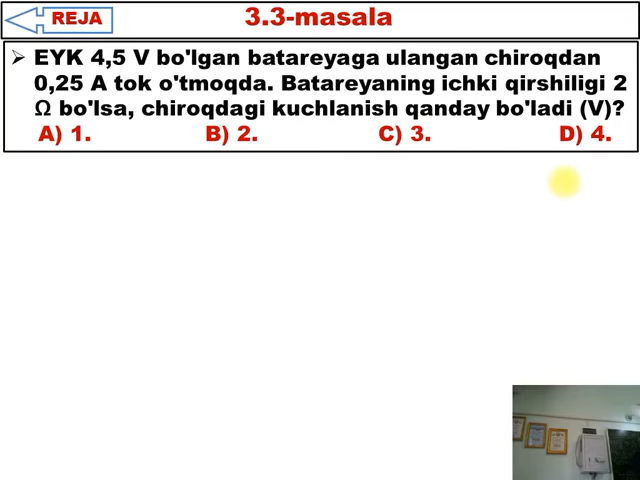 REJA
3.3-masala
➢ EYK 4,5 V bo'lgan batareyaga ulangan chiroqdan
0,25 A tok o'tmoqda. Batareyaning ichki qirshiligi 2
Ω bo'lsa, chiroqdagi kuchlanish qanday bo'ladi (V)?
A) 1. B) 2. C) 3. D) 4.